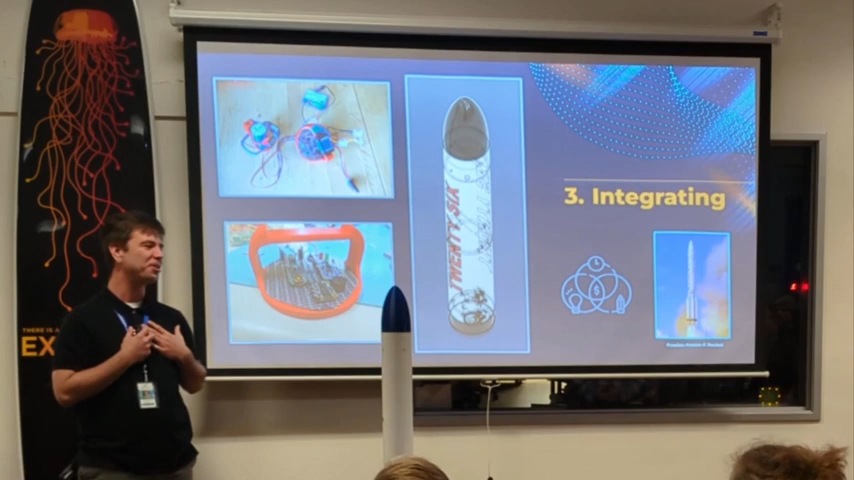 THERE IS A
EX
TWENTY SIX
3. Integrating